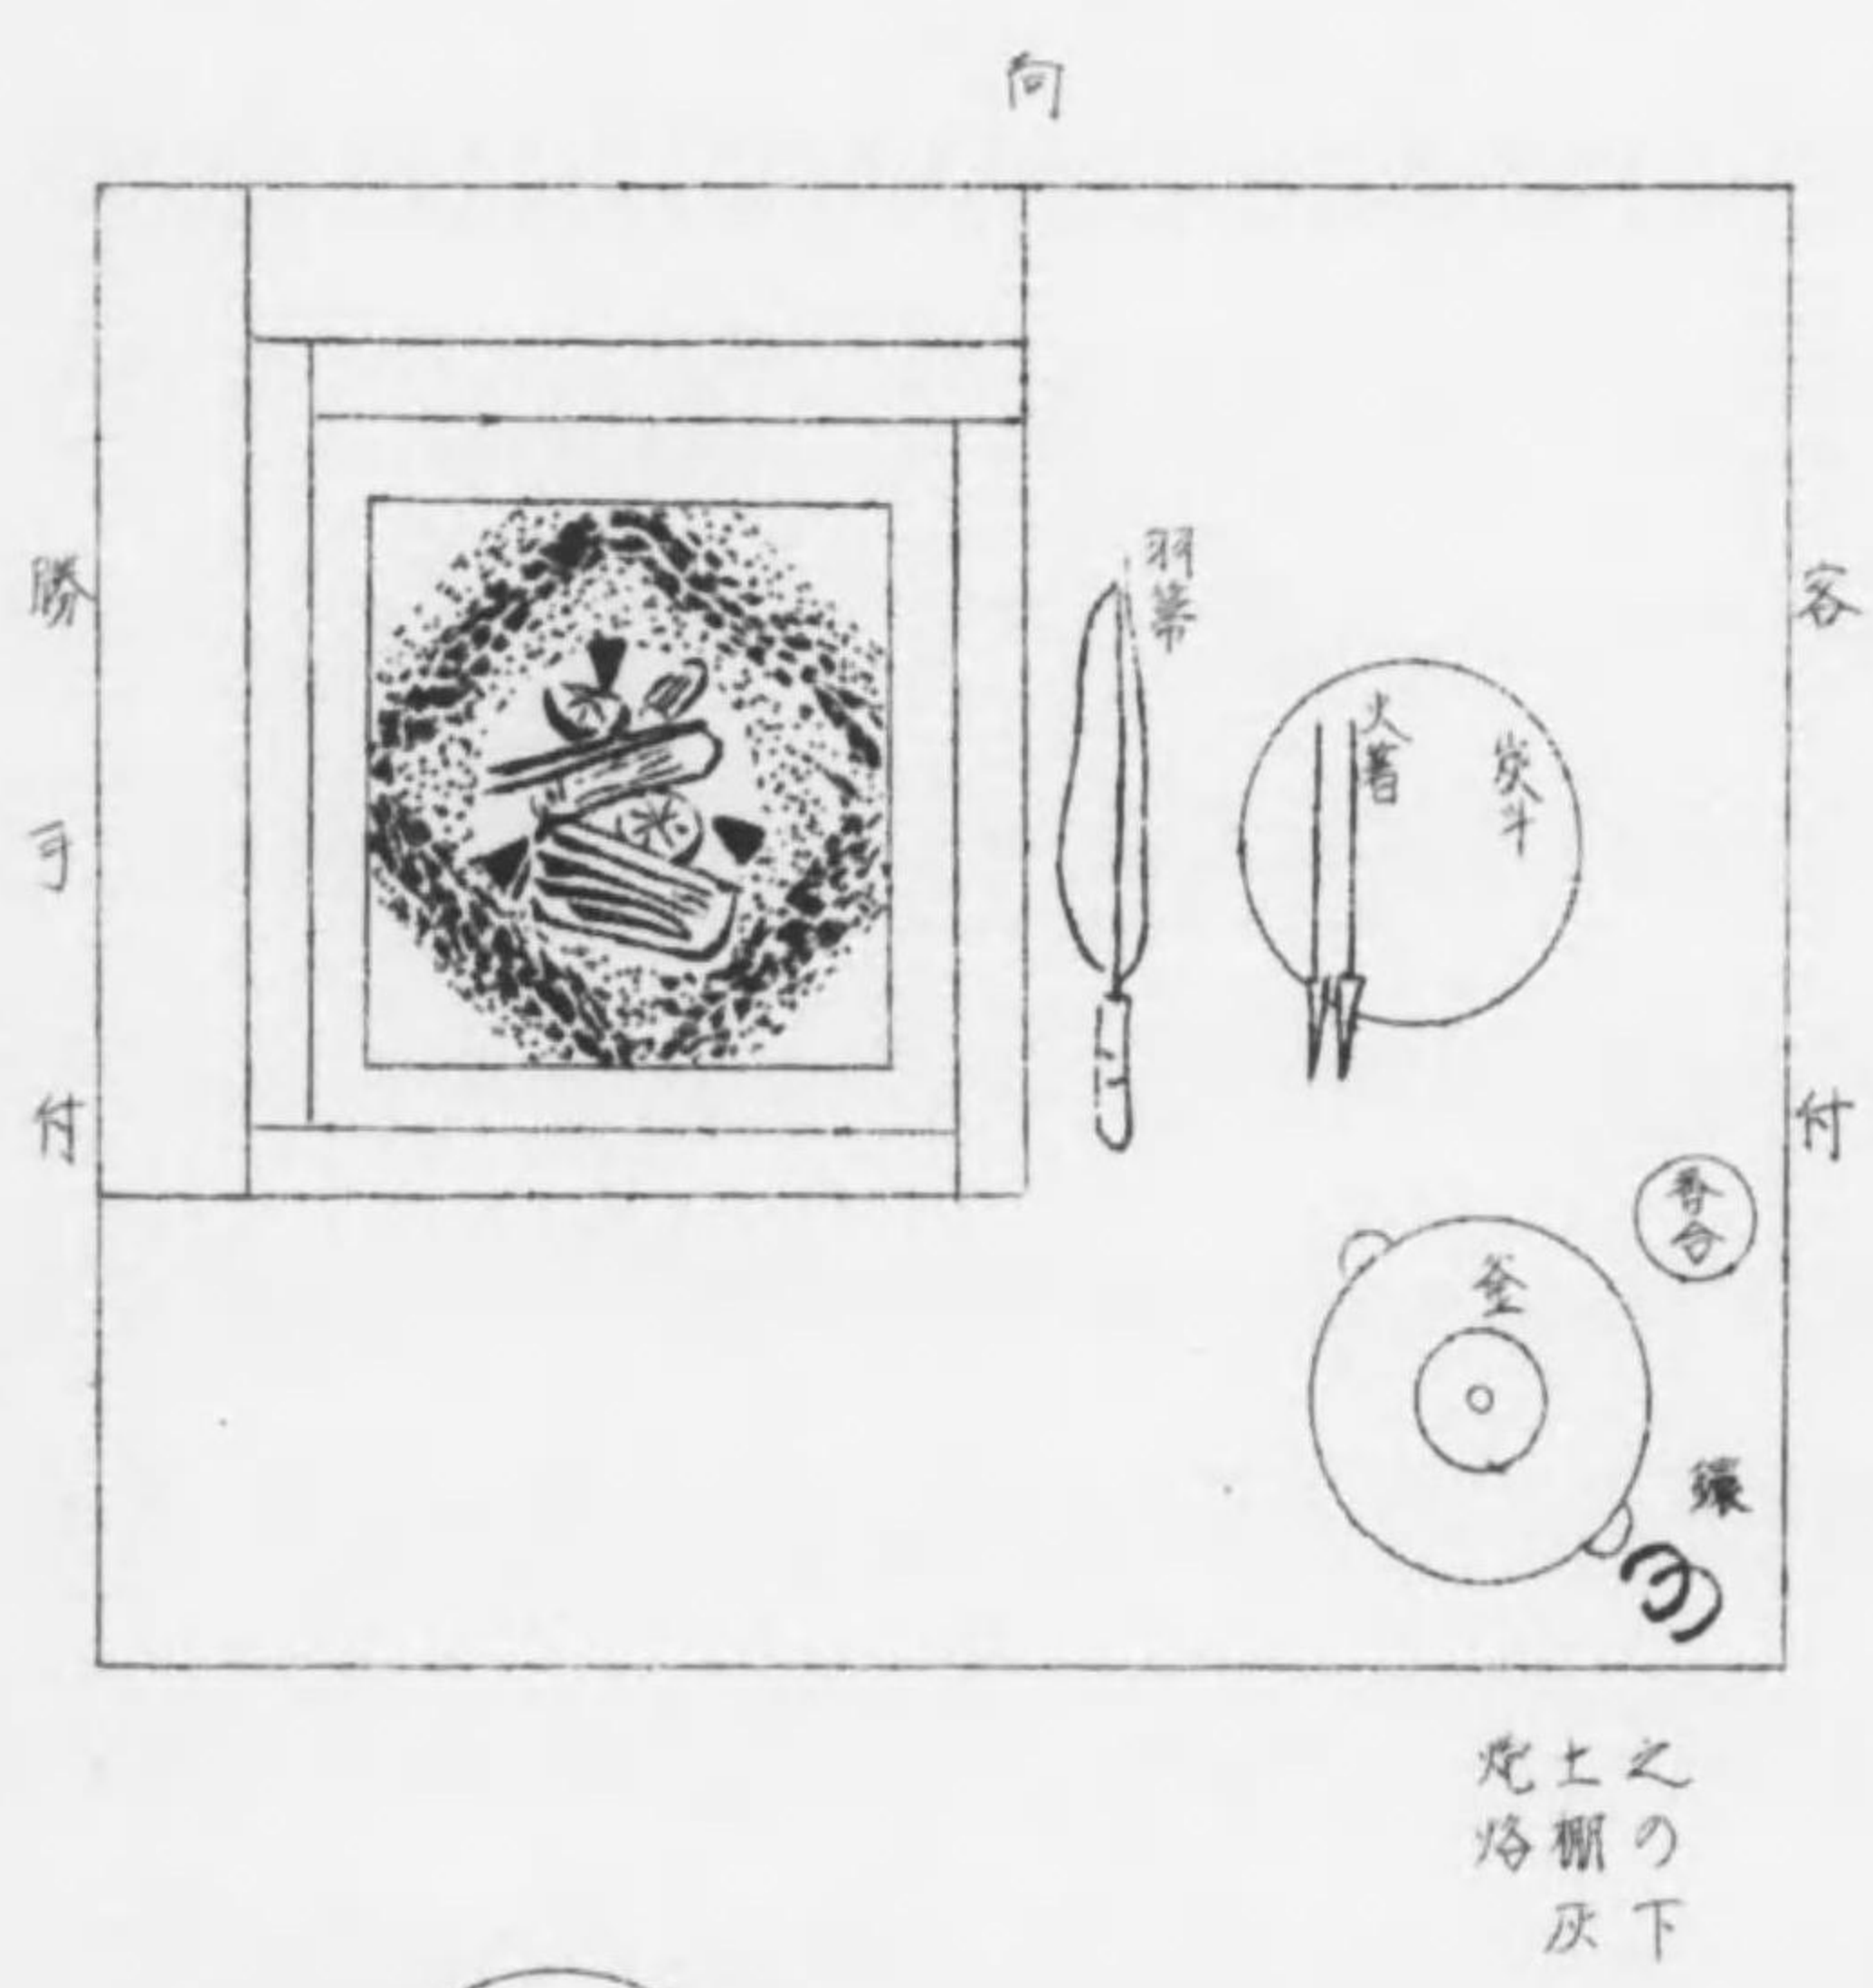 向
客付
勝手付
羽箒
火箸
炭斗
香合
釜
鐶
之の下
土棚灰
炮烙